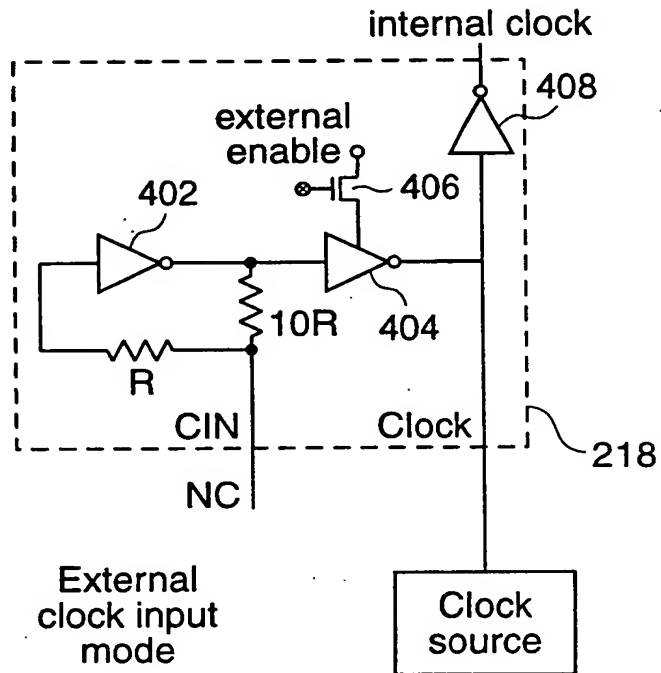 internal clock
408
external
enable
406
402
404
10R
R
CIN
Clock
218
NC
External
clock input
mode
Clock
source